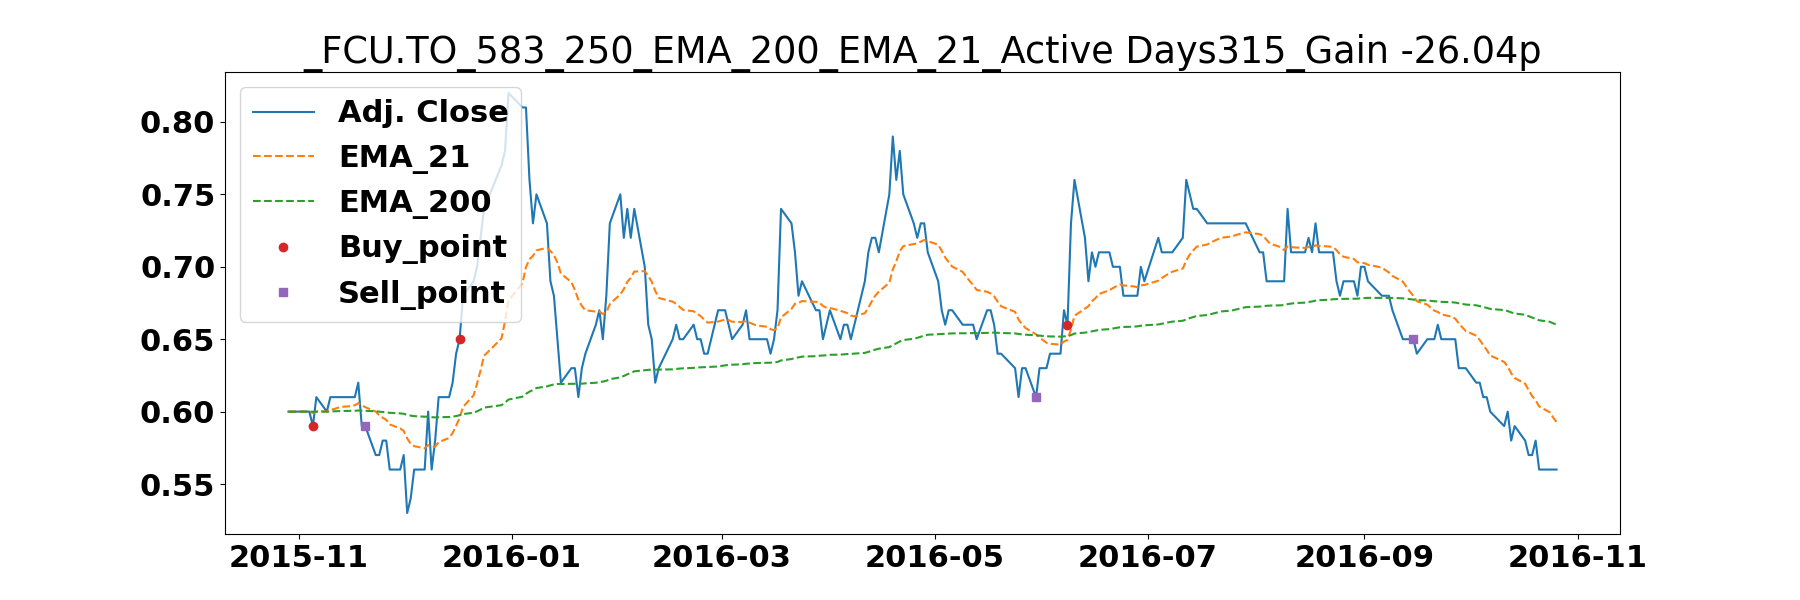 _FCU.TO_583_250_EMA_200_EMA_21_Active Days315_Gain -26.04p
Adj. Close
EMA_21
EMA_200
Buy_point
Sell_point
0.80
0.75
0.70
0.65
0.60
0.55
2015-11 2016-01 2016-03 2016-05 2016-07 2016-09 2016-11